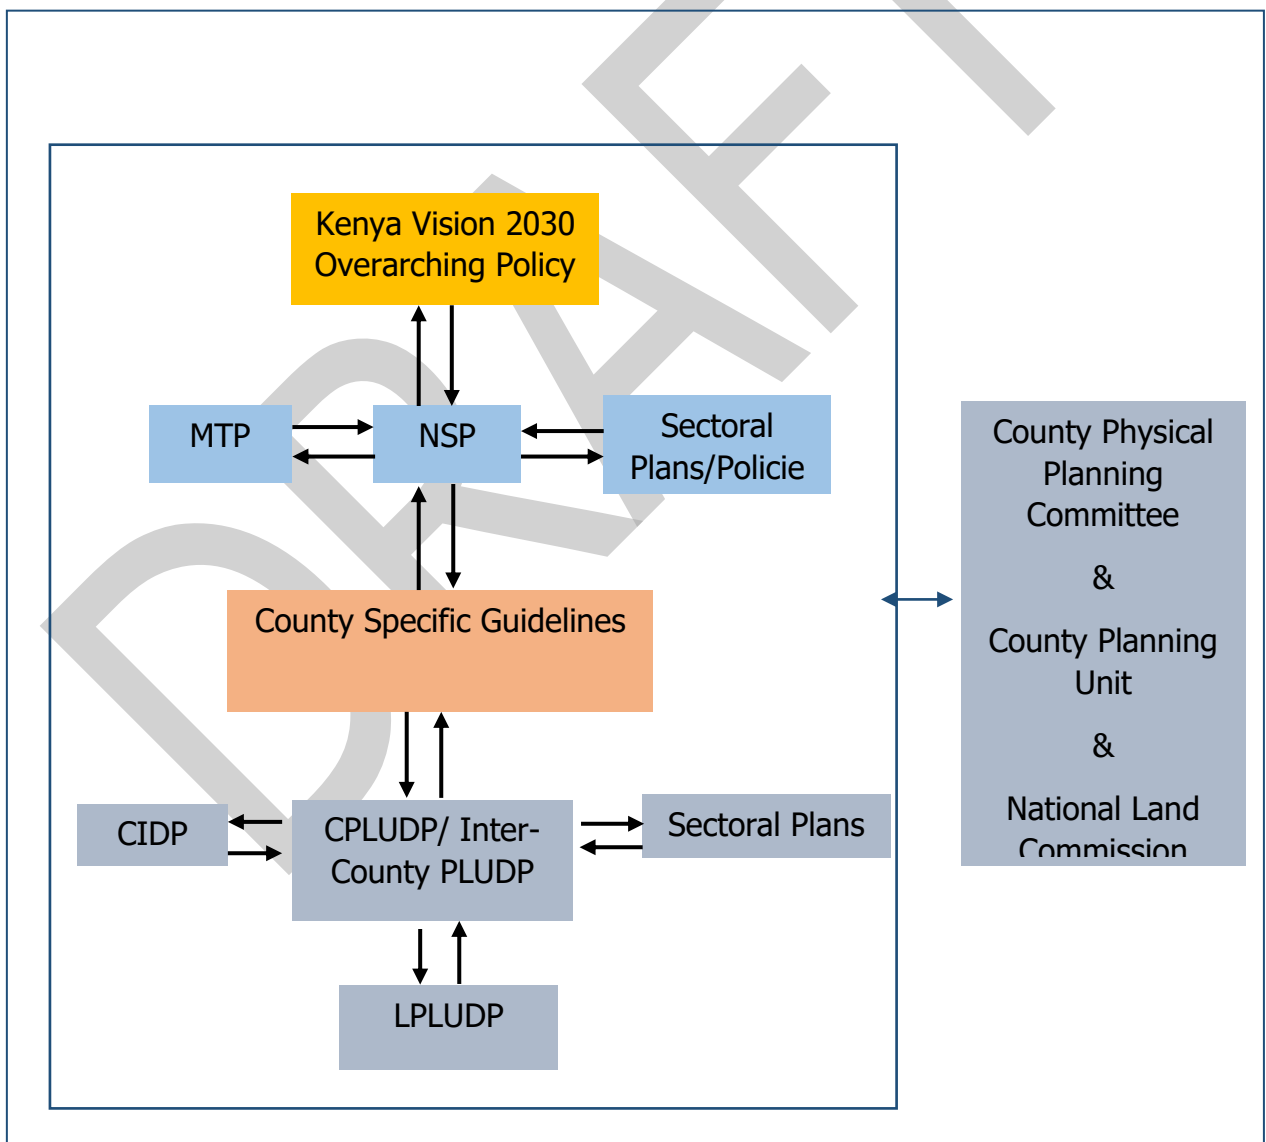 DRAFT
Kenya Vision 2030
Overarching Policy
MTP
NSP
Sectoral
Plans/Policie
County Specific Guidelines
CIDP
CPLUDP/ Inter-
County PLUDP
Sectoral Plans
LPLUDP
County Physical
Planning
Committee
&
County Planning
Unit
&
National Land
Commission